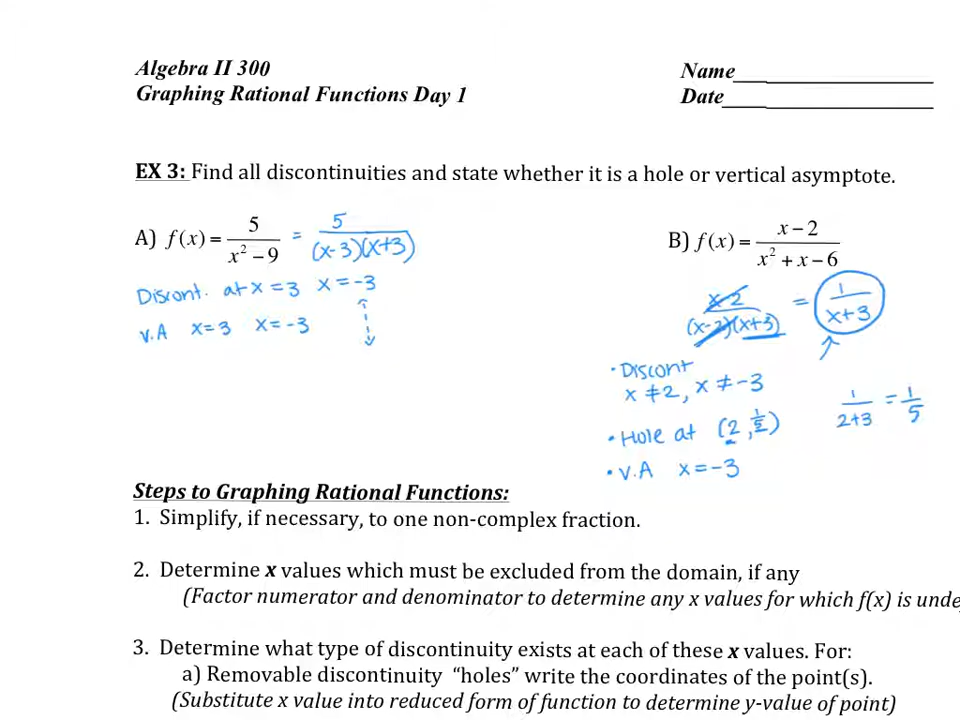 Algebra II 300
Name
Graphing Rational Functions Day 1
Date
EX 3: Find all discontinuities and state whether it is a hole or vertical asymptote.
A) f(x) = 5 / (x² − 9) = 5 / ((x-3)(x+3))
Discont. at x = 3 x = -3
V.A x = 3 x = -3
B) f(x) = (x − 2) / (x² + x − 6)
x-2 / ((x-2)(x+3)) = 1 / (x+3)
• Discont
x ≠ 2, x ≠ -3
1 / (2+3) = 1/5
• Hole at (2, 1/5)
• V.A x = -3
Steps to Graphing Rational Functions:
1. Simplify, if necessary, to one non-complex fraction.
2. Determine x values which must be excluded from the domain, if any
(Factor numerator and denominator to determine any x values for which f(x) is unde
3. Determine what type of discontinuity exists at each of these x values. For:
a) Removable discontinuity "holes" write the coordinates of the point(s).
(Substitute x value into reduced form of function to determine y-value of point)